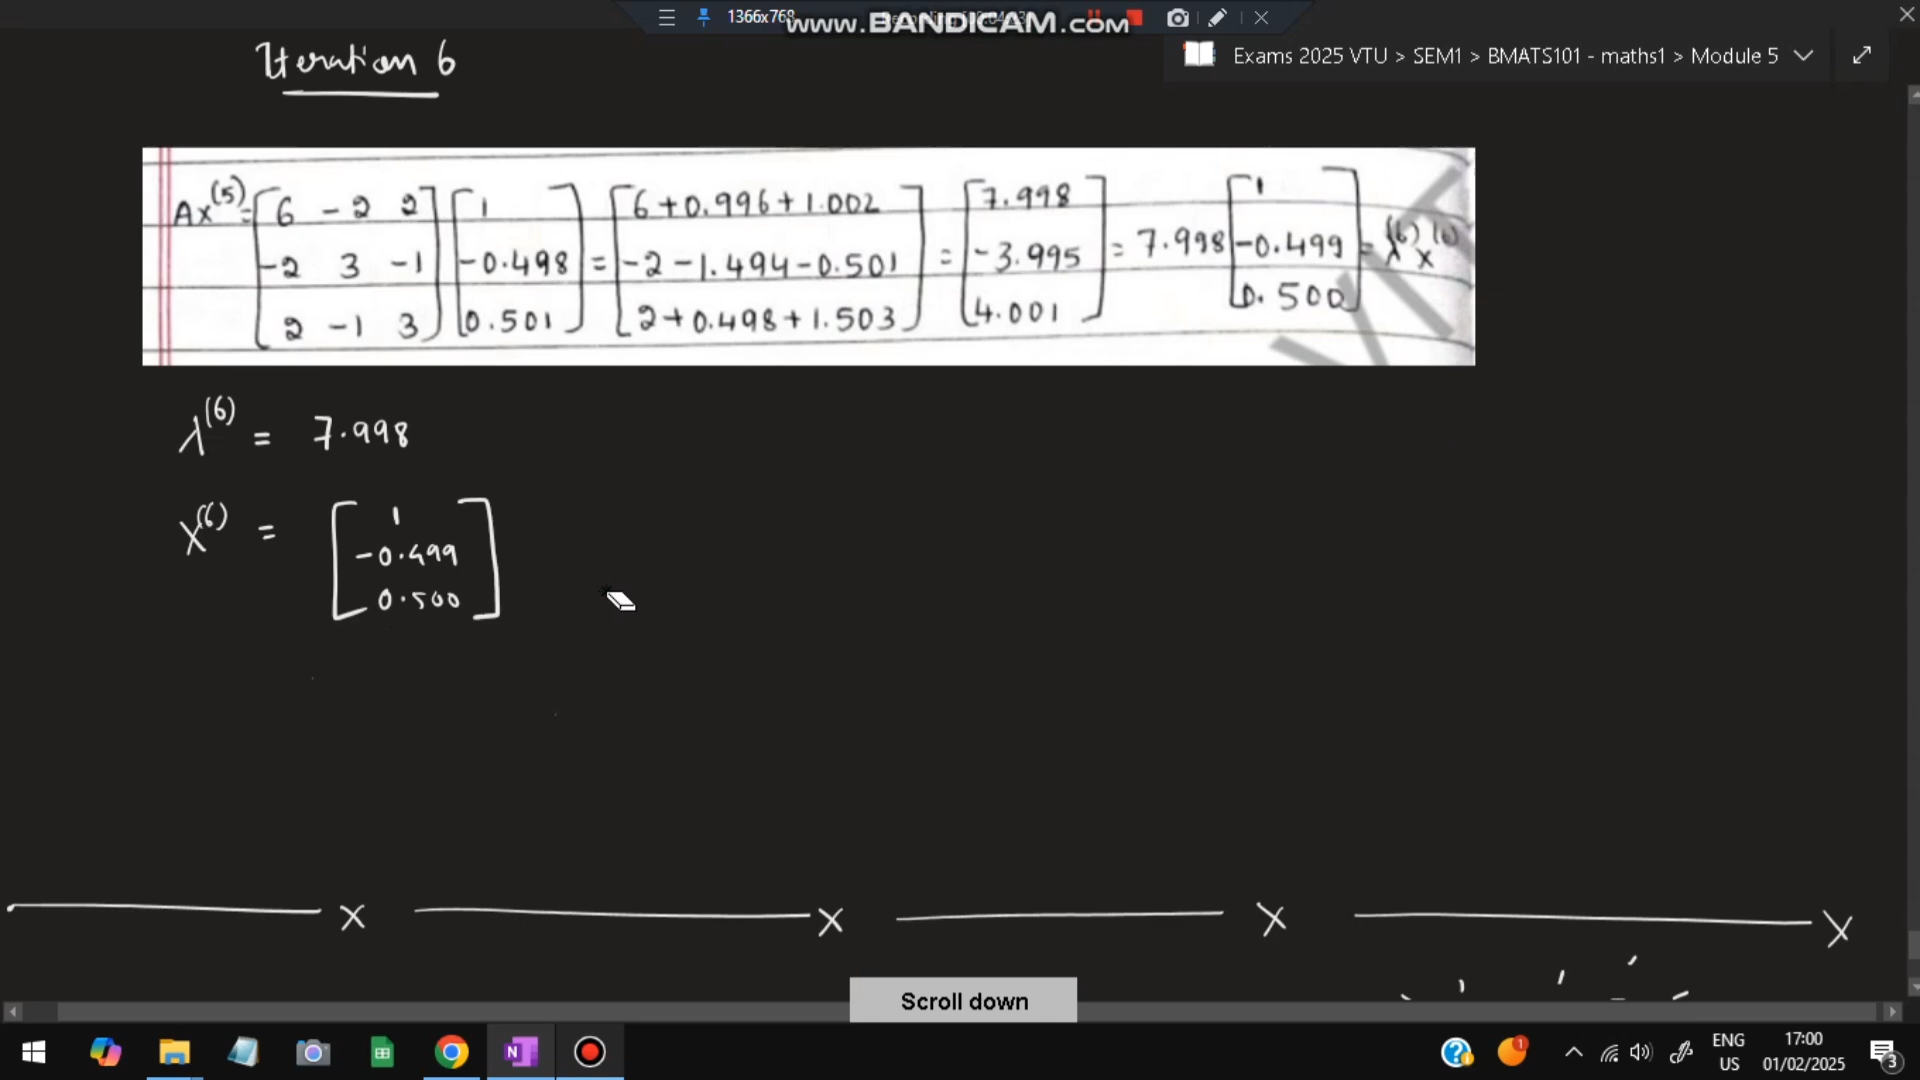 1366x768
www.BANDICAM.com
Iteration 6
Exams 2025 VTU > SEM1 > BMATS101 - maths1 > Module 5
Ax^(5) = [6 -2 2] [1] = [6+0.996+1.002] = [7.998] = 7.998 [1] = λ^(6) x
[-2 3 -1] [-0.498] [-2-1.494-0.501] [-3.995] [-0.499]
[2 -1 3] [0.501] [2+0.498+1.503] [4.001] [0.500]
λ^(6) = 7.998
X^(6) = [1
-0.499
0.500]
X X X X
Scroll down
ENG
US
17:00
01/02/2025
1
3